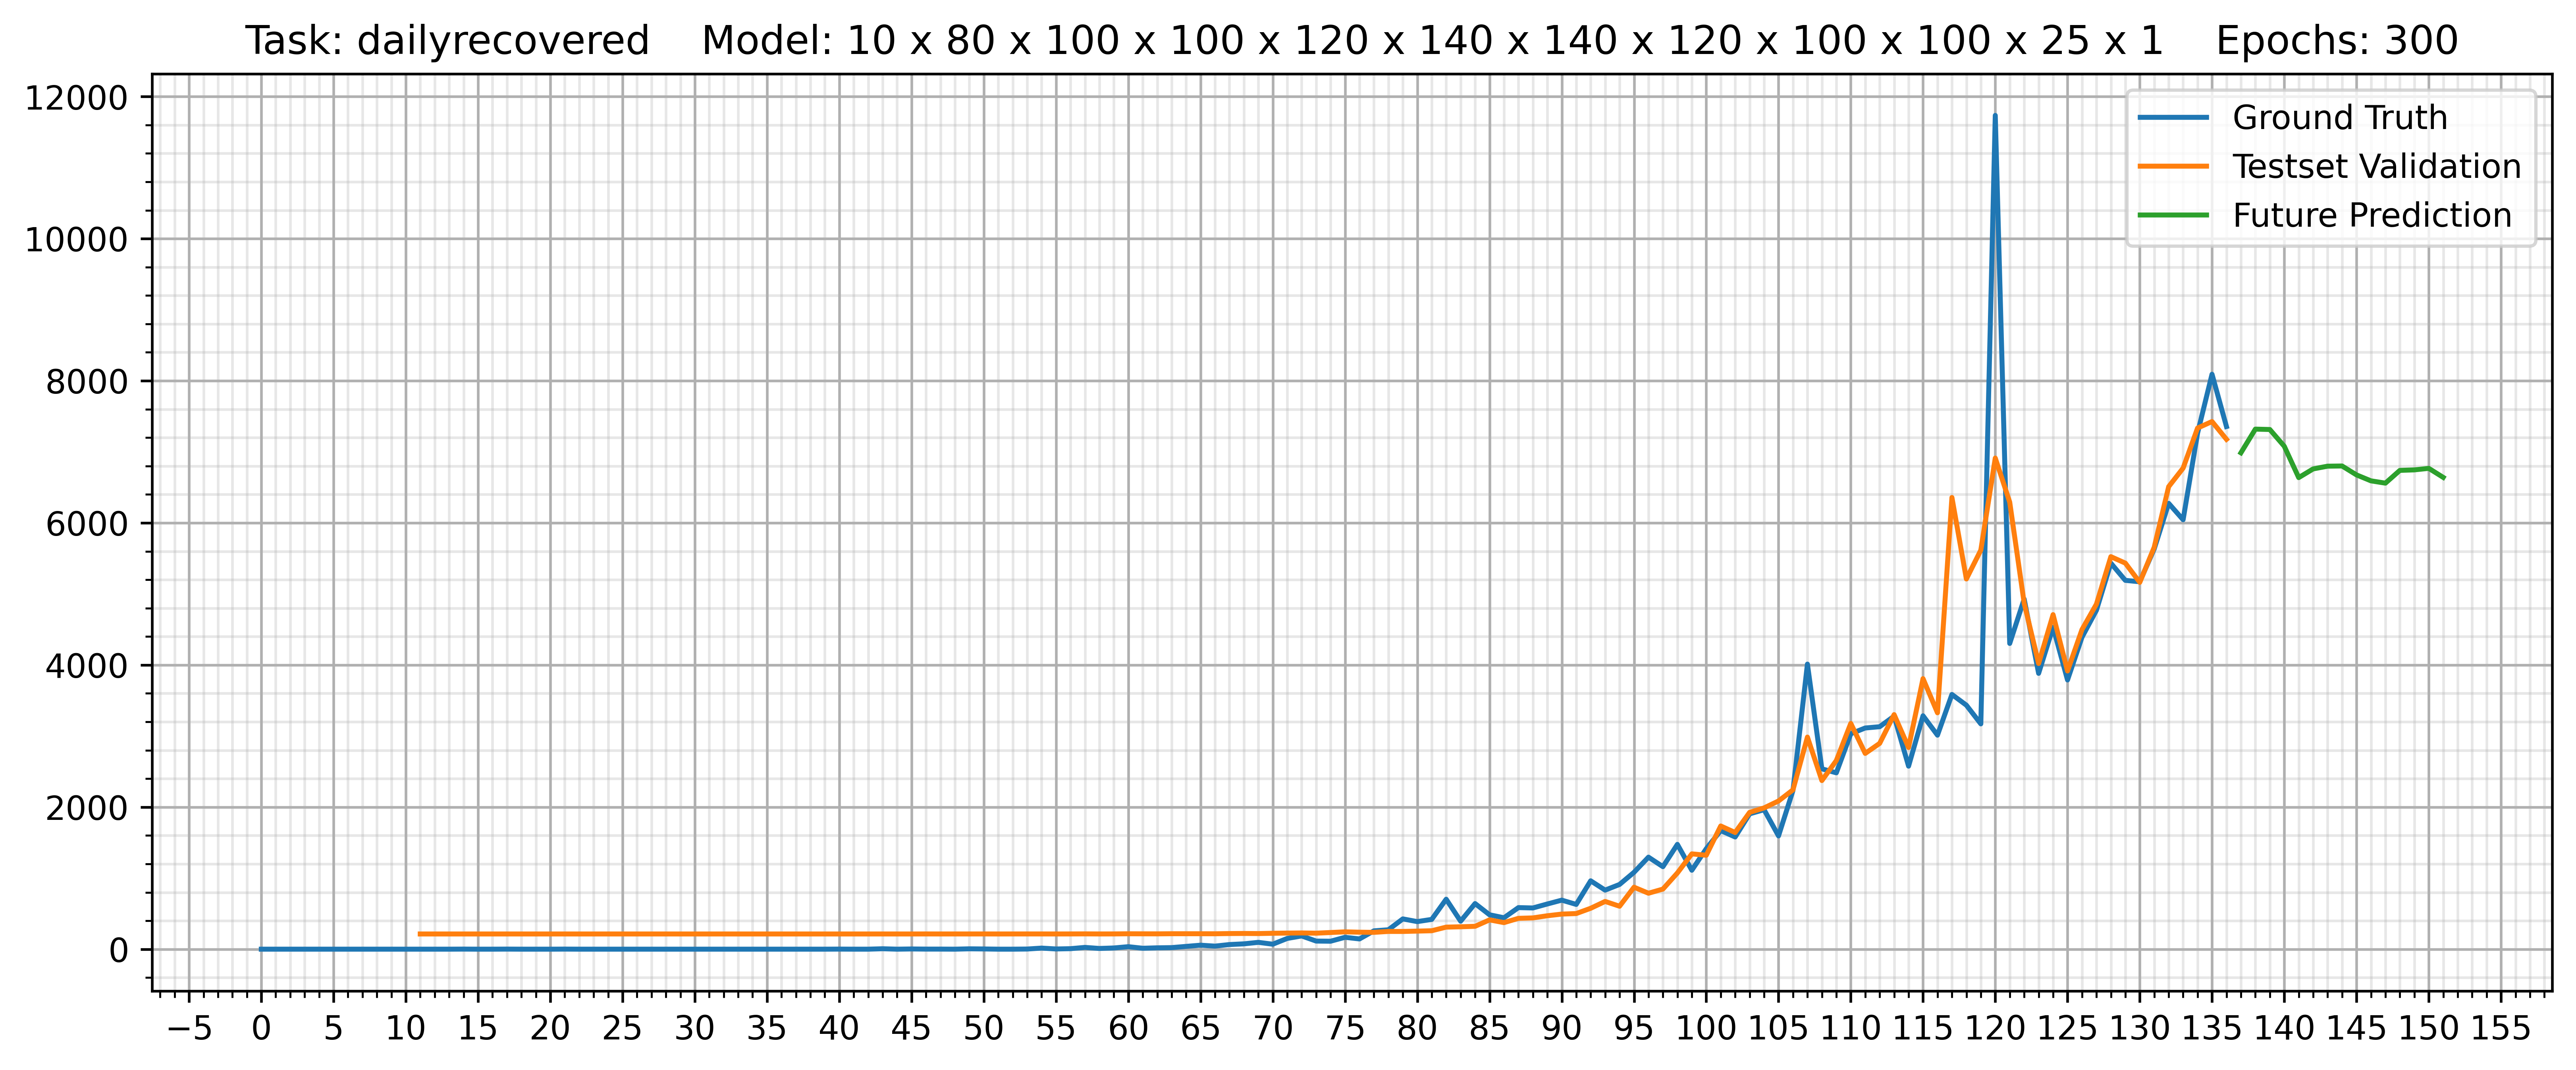 Task: dailyrecovered    Model: 10 x 80 x 100 x 100 x 120 x 140 x 140 x 120 x 100 x 100 x 25 x 1    Epochs: 300
12000
10000
8000
6000
4000
2000
0
Ground Truth
Testset Validation
Future Prediction
−5 0 5 10 15 20 25 30 35 40 45 50 55 60 65 70 75 80 85 90 95 100 105 110 115 120 125 130 135 140 145 150 155